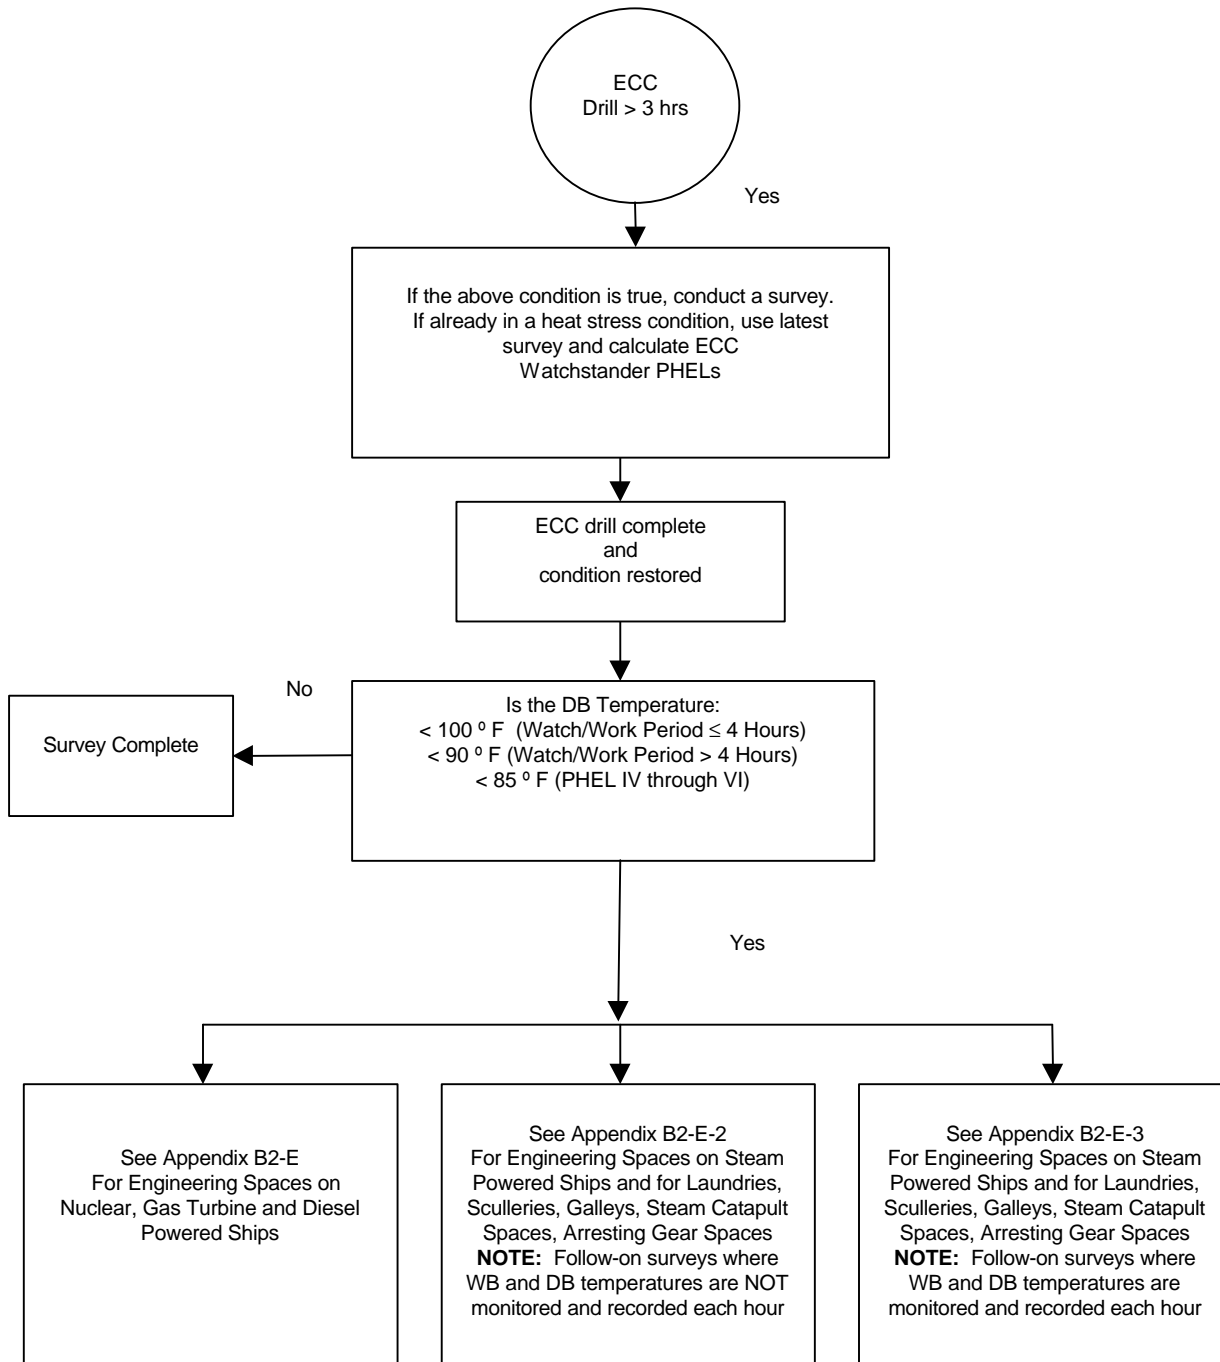 ECC
Drill > 3 hrs
Yes
If the above condition is true, conduct a survey.
If already in a heat stress condition, use latest
survey and calculate ECC
Watchstander PHELs
ECC drill complete
and
condition restored
No
Survey Complete
Is the DB Temperature:
< 100 º F (Watch/Work Period ≤ 4 Hours)
< 90 º F (Watch/Work Period > 4 Hours)
< 85 º F (PHEL IV through VI)
Yes
See Appendix B2-E
For Engineering Spaces on
Nuclear, Gas Turbine and Diesel
Powered Ships
See Appendix B2-E-2
For Engineering Spaces on Steam
Powered Ships and for Laundries,
Sculleries, Galleys, Steam Catapult
Spaces, Arresting Gear Spaces
NOTE: Follow-on surveys where
WB and DB temperatures are NOT
monitored and recorded each hour
See Appendix B2-E-3
For Engineering Spaces on Steam
Powered Ships and for Laundries,
Sculleries, Galleys, Steam Catapult
Spaces, Arresting Gear Spaces
NOTE: Follow-on surveys where
WB and DB temperatures are
monitored and recorded each hour